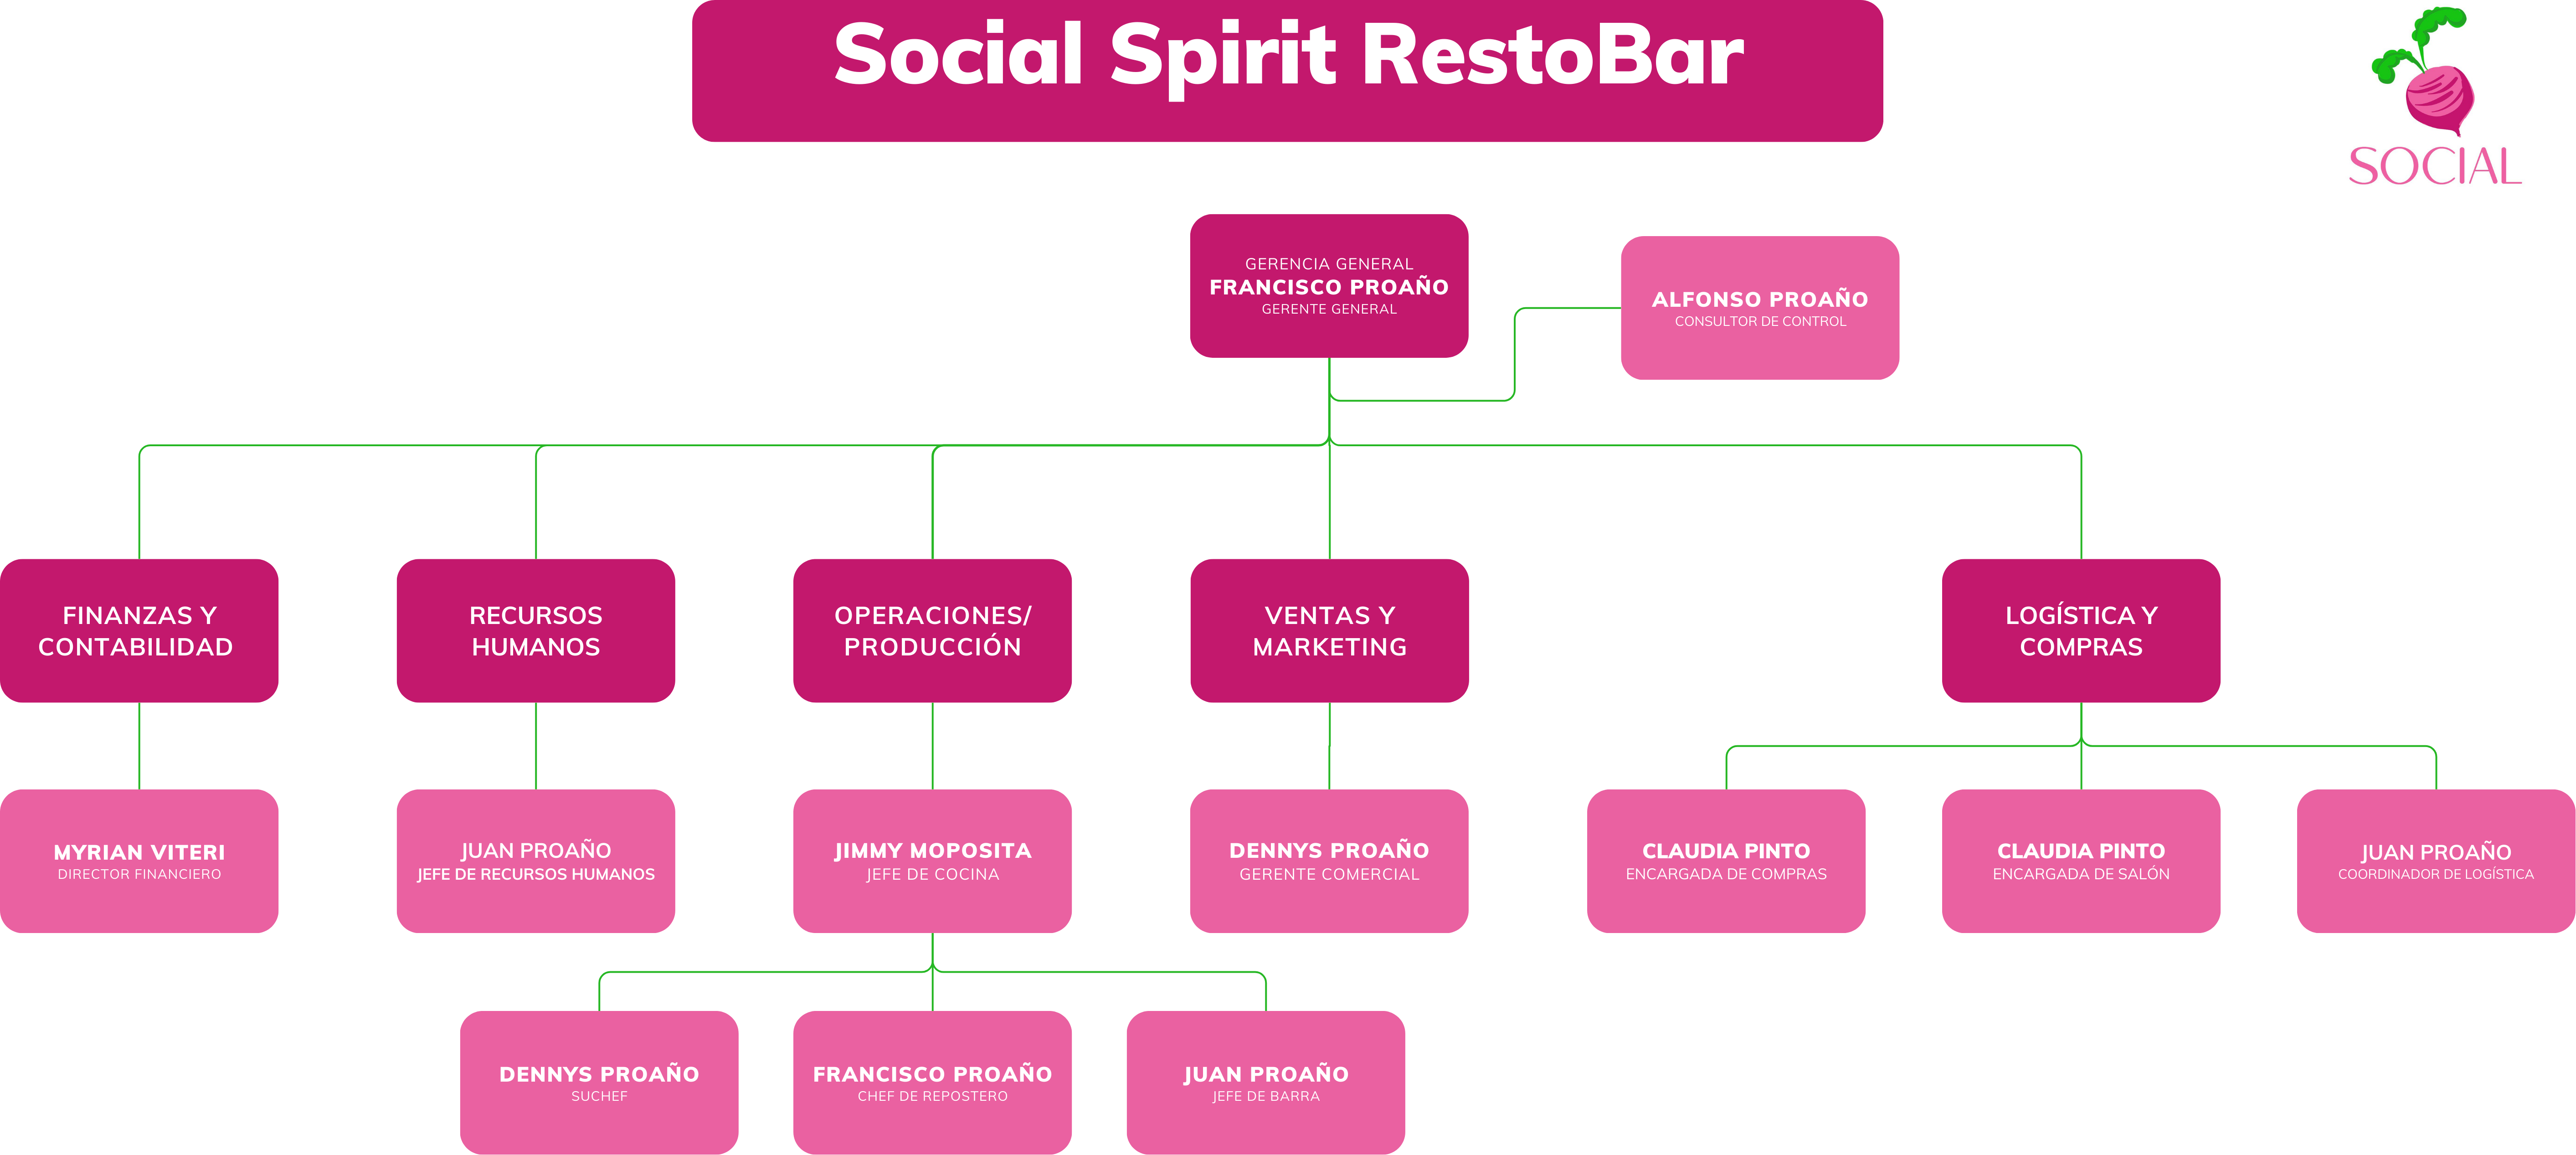 Social Spirit RestoBar
SOCIAL
GERENCIA GENERAL
FRANCISCO PROAÑO
GERENTE GENERAL
ALFONSO PROAÑO
CONSULTOR DE CONTROL
FINANZAS Y
CONTABILIDAD
RECURSOS
HUMANOS
OPERACIONES/
PRODUCCIÓN
VENTAS Y
MARKETING
LOGÍSTICA Y
COMPRAS
MYRIAN VITERI
DIRECTOR FINANCIERO
JUAN PROAÑO
JEFE DE RECURSOS HUMANOS
JIMMY MOPOSITA
JEFE DE COCINA
DENNYS PROAÑO
GERENTE COMERCIAL
CLAUDIA PINTO
ENCARGADA DE COMPRAS
CLAUDIA PINTO
ENCARGADA DE SALÓN
JUAN PROAÑO
COORDINADOR DE LOGÍSTICA
DENNYS PROAÑO
SUCHEF
FRANCISCO PROAÑO
CHEF DE REPOSTERO
JUAN PROAÑO
JEFE DE BARRA